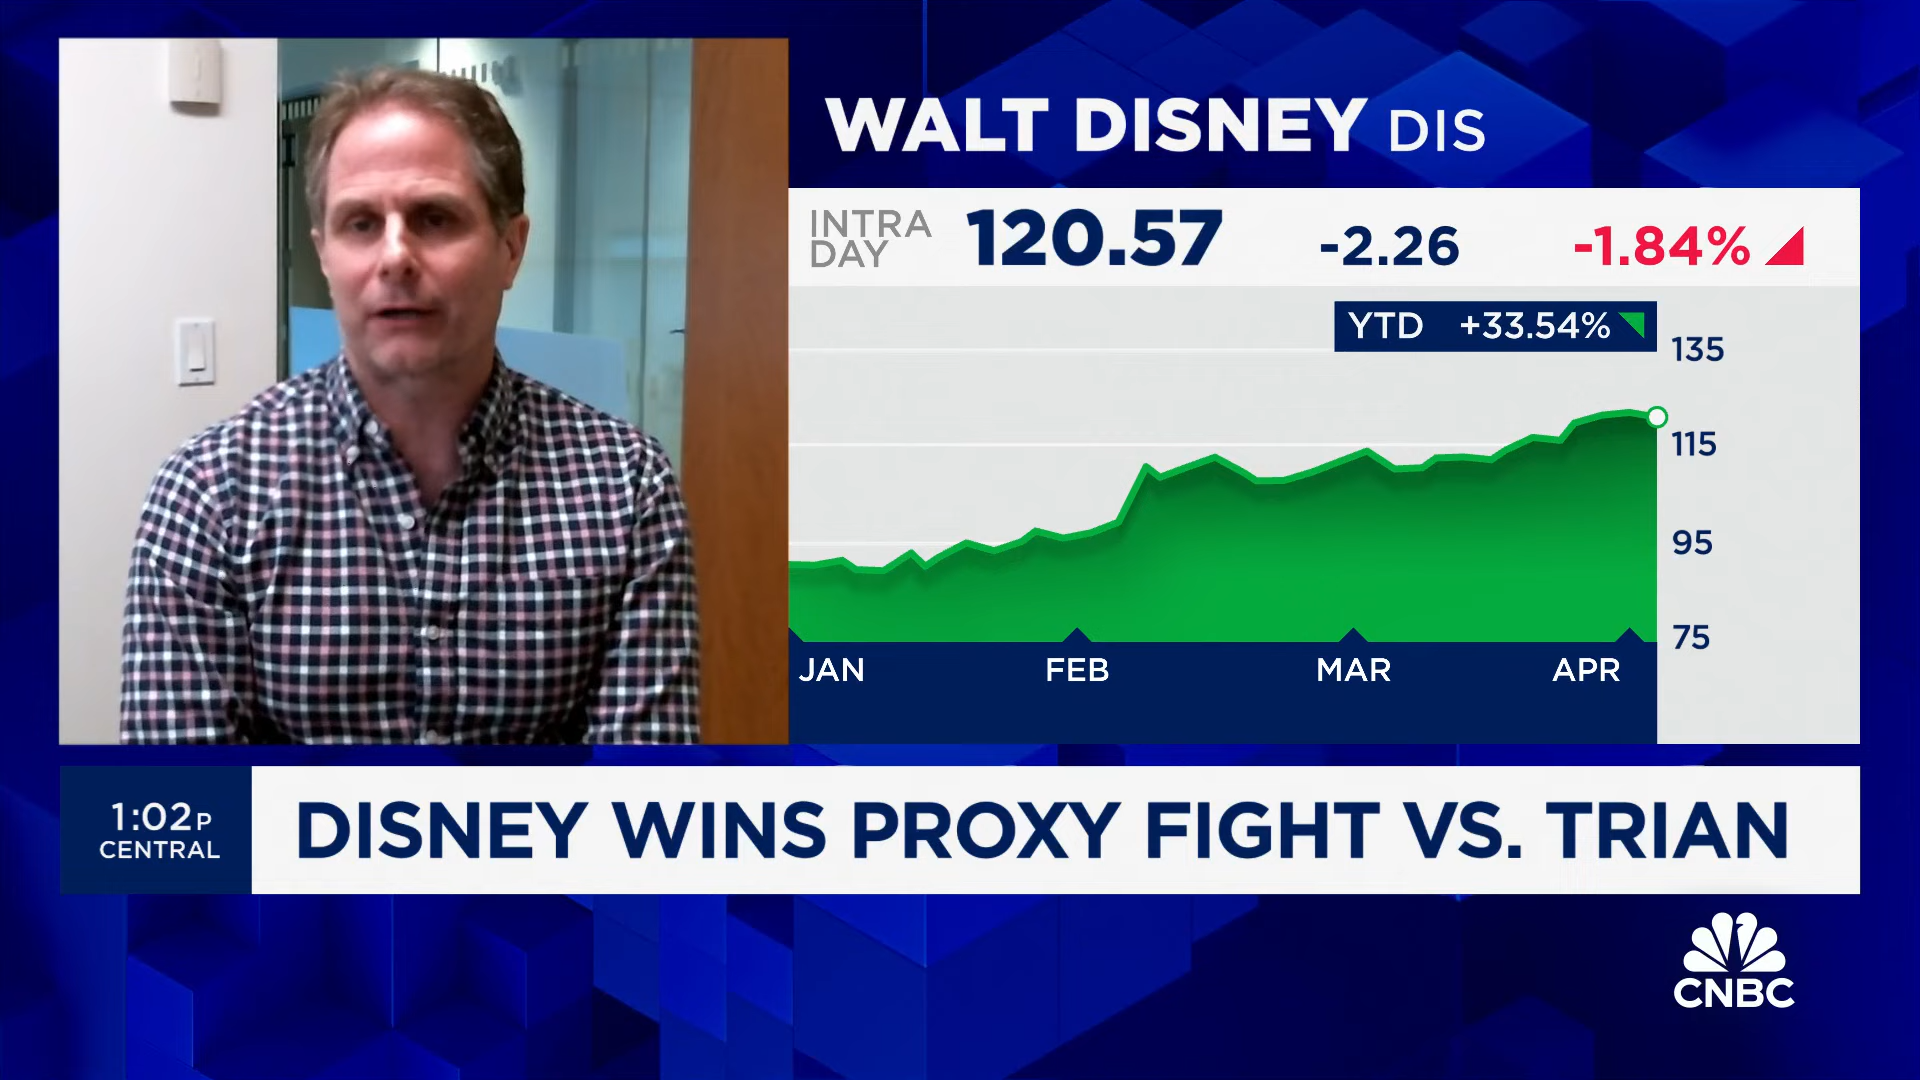 WALT DISNEY DIS
INTRA DAY 120.57 -2.26 -1.84%
YTD +33.54%
135
115
95
75
JAN FEB MAR APR
1:02P
CENTRAL
DISNEY WINS PROXY FIGHT VS. TRIAN
CNBC